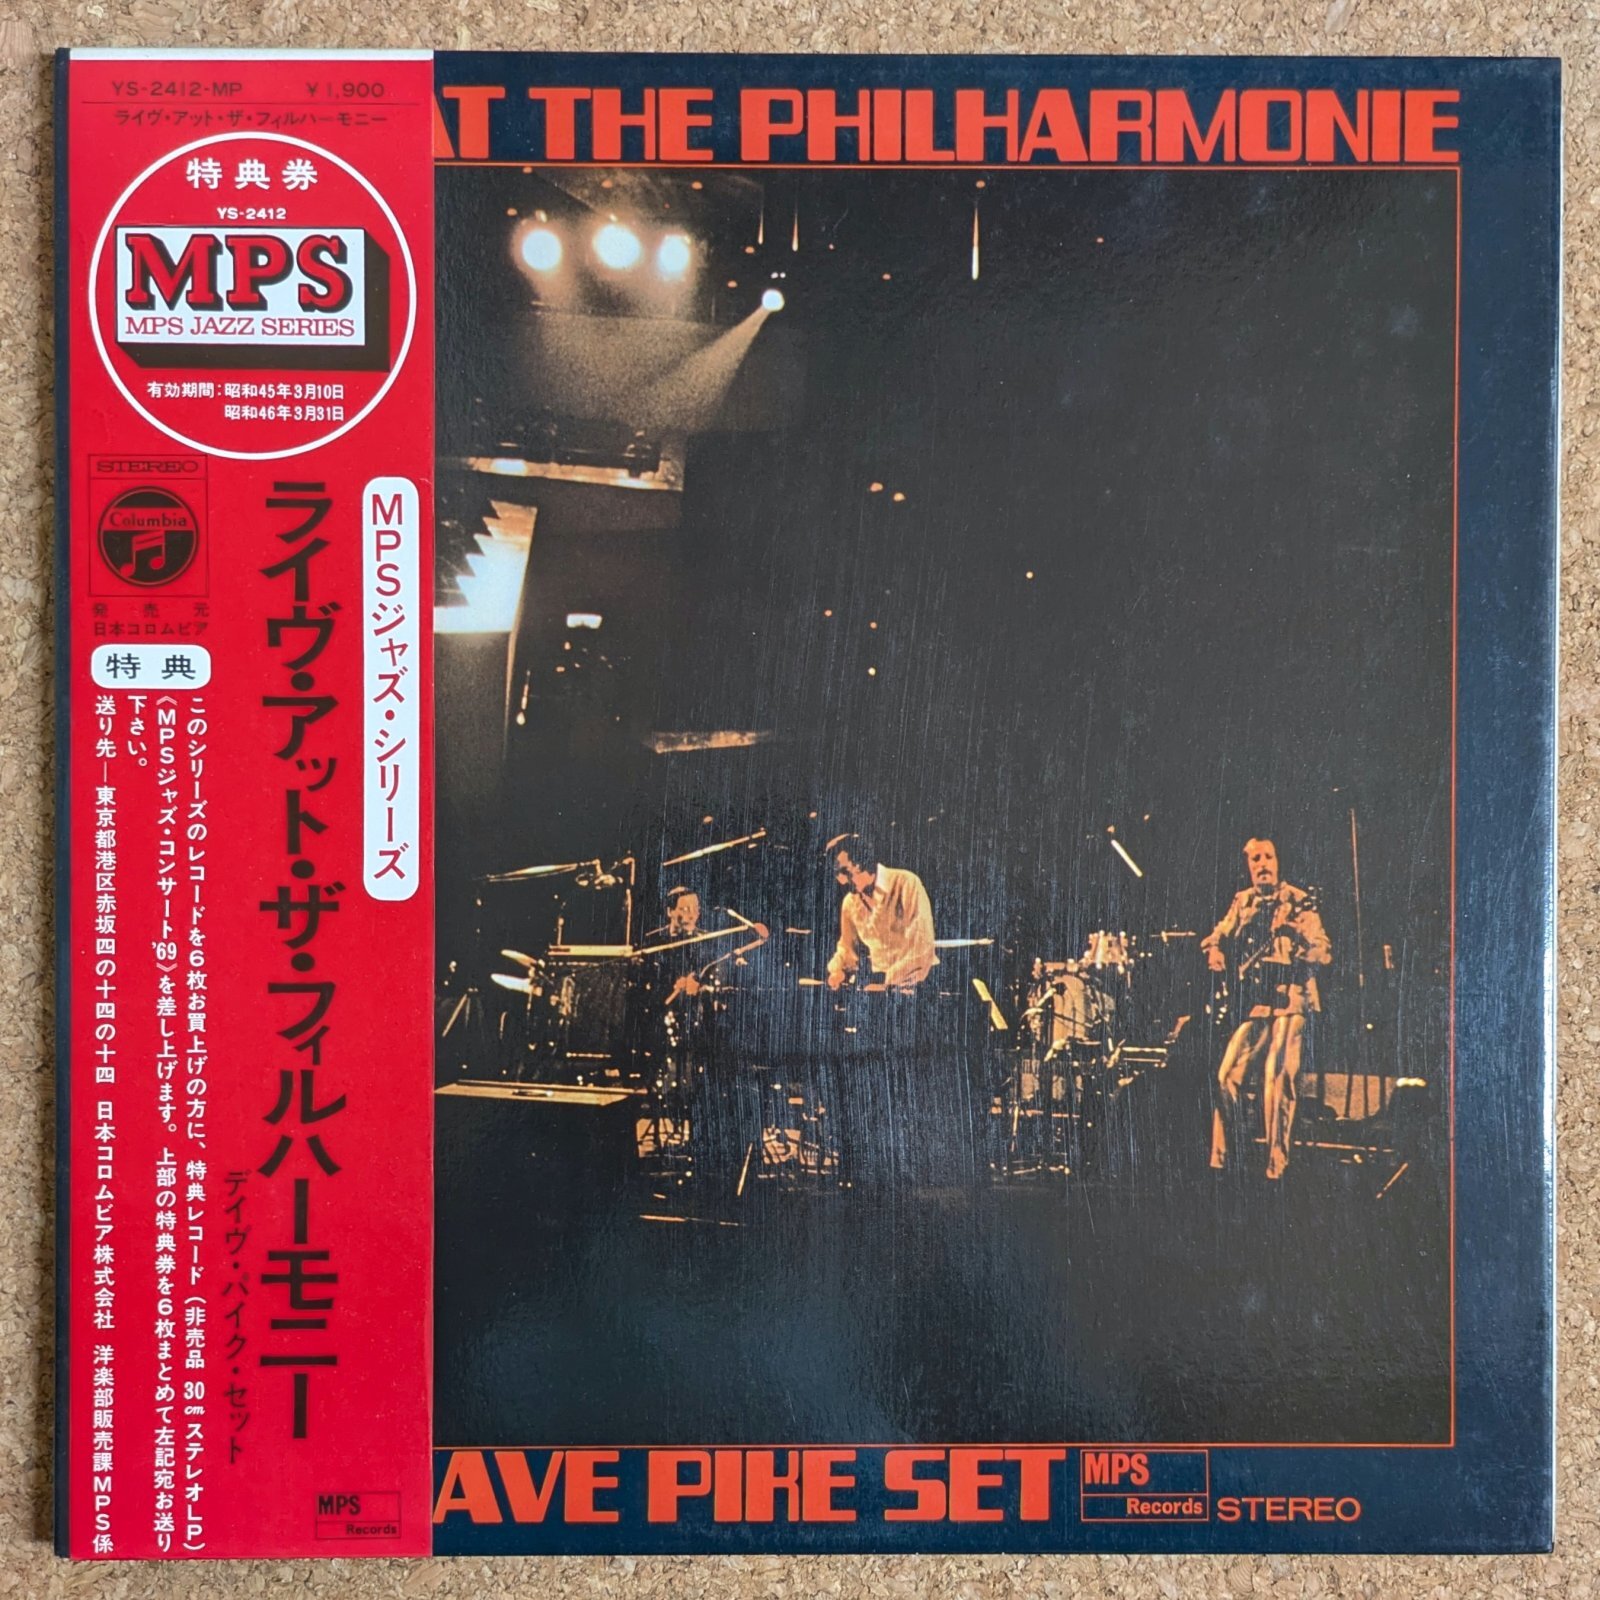 YS-2412-MP ¥1,900
ライヴ・アット・ザ・フィルハーモニー
特典券
YS-2412
MPS
MPS JAZZ SERIES
有効期間:昭和45年3月10日
昭和46年3月31日
STEREO
Columbia
発売元
日本コロムビア
MPSジャズ・シリーズ
ライヴ・アット・ザ・フィルハーモニー
デイヴ・パイク・セット
特典
このシリーズのレコードを6枚お買上げの方に、特典レコード(非売品 30cmステレオLP)
《MPSジャズ・コンサート'69》を差し上げます。上部の特典券を6枚まとめて左記宛お送り
下さい。
送り先―東京都港区赤坂四の十四の十四 日本コロムビア株式会社 洋楽部販売課MPS係
MPS
Records
AT THE PHILHARMONIE
AVE PIKE SET
MPS
Records
STEREO